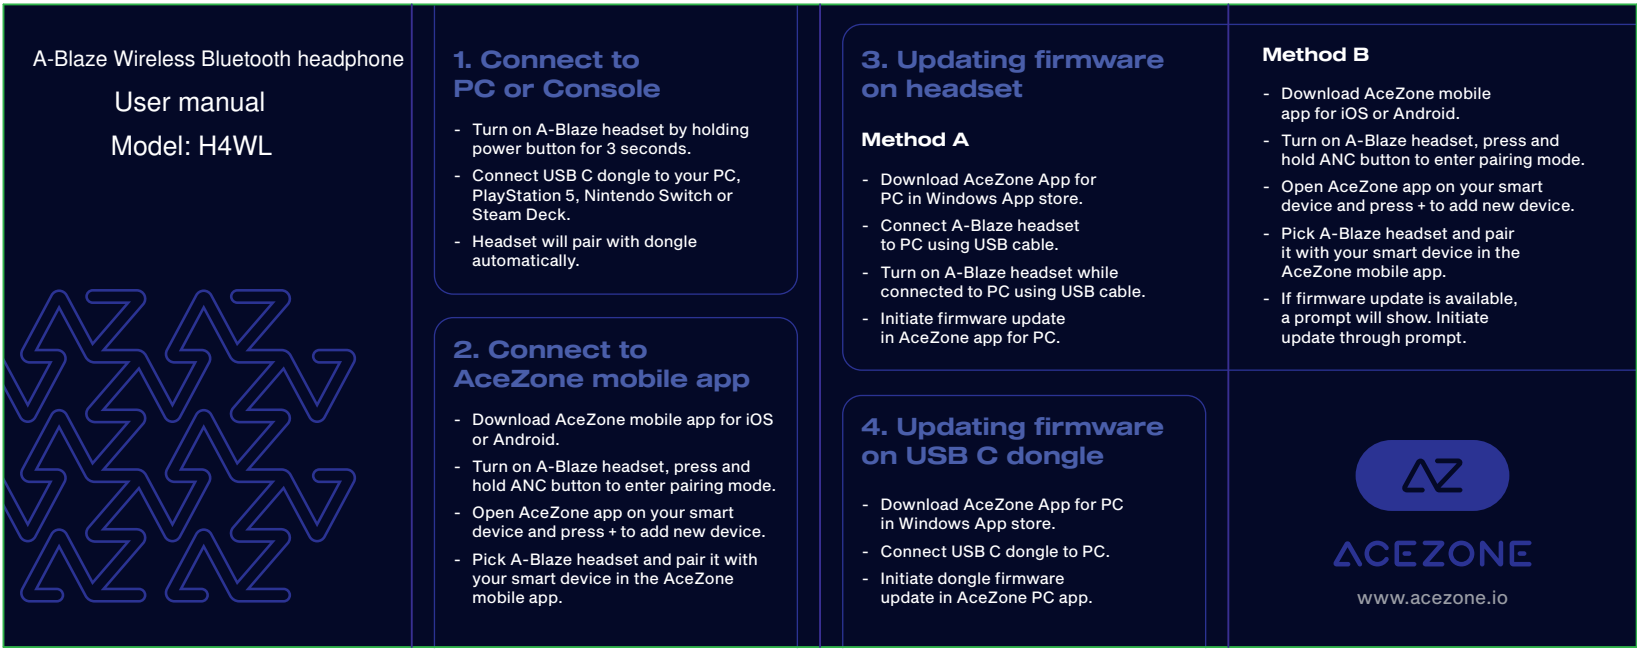 A-Blaze Wireless Bluetooth headphone
User manual
Model: H4WL
1. Connect to
PC or Console
- Turn on A-Blaze headset by holding
power button for 3 seconds.
- Connect USB C dongle to your PC,
PlayStation 5, Nintendo Switch or
Steam Deck.
- Headset will pair with dongle
automatically.
2. Connect to
AceZone mobile app
- Download AceZone mobile app for iOS
or Android.
- Turn on A-Blaze headset, press and
hold ANC button to enter pairing mode.
- Open AceZone app on your smart
device and press + to add new device.
- Pick A-Blaze headset and pair it with
your smart device in the AceZone
mobile app.
3. Updating firmware
on headset
Method A
- Download AceZone App for
PC in Windows App store.
- Connect A-Blaze headset
to PC using USB cable.
- Turn on A-Blaze headset while
connected to PC using USB cable.
- Initiate firmware update
in AceZone app for PC.
Method B
- Download AceZone mobile
app for iOS or Android.
- Turn on A-Blaze headset, press and
hold ANC button to enter pairing mode.
- Open AceZone app on your smart
device and press + to add new device.
- Pick A-Blaze headset and pair
it with your smart device in the
AceZone mobile app.
- If firmware update is available,
a prompt will show. Initiate
update through prompt.
4. Updating firmware
on USB C dongle
- Download AceZone App for PC
in Windows App store.
- Connect USB C dongle to PC.
- Initiate dongle firmware
update in AceZone PC app.
AZ
ACEZONE
www.acezone.io